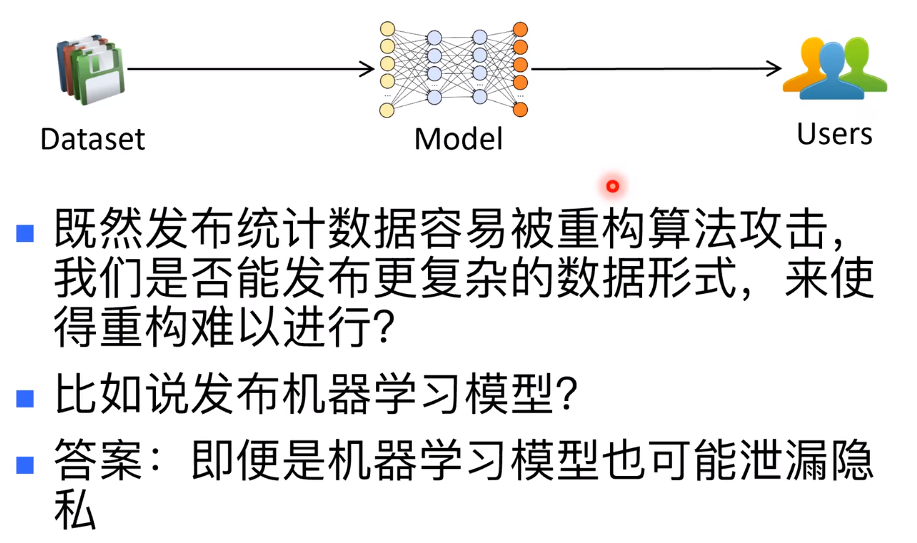 Dataset
Model
Users
既然发布统计数据容易被重构算法攻击，
我们是否能发布更复杂的数据形式，来使
得重构难以进行？
比如说发布机器学习模型？
答案：即便是机器学习模型也可能泄漏隐
私